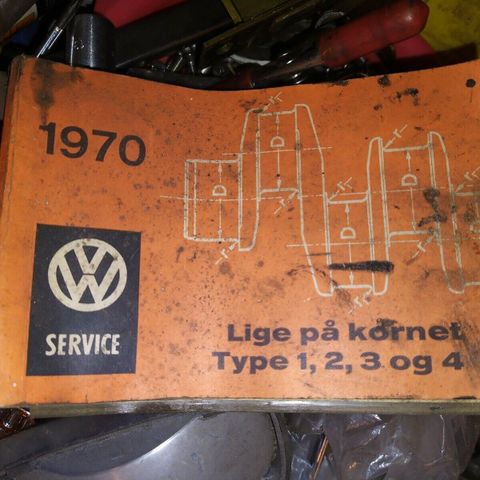 1970
D D D D
VW
SERVICE
Lige på kornet
Type 1, 2, 3 og 4